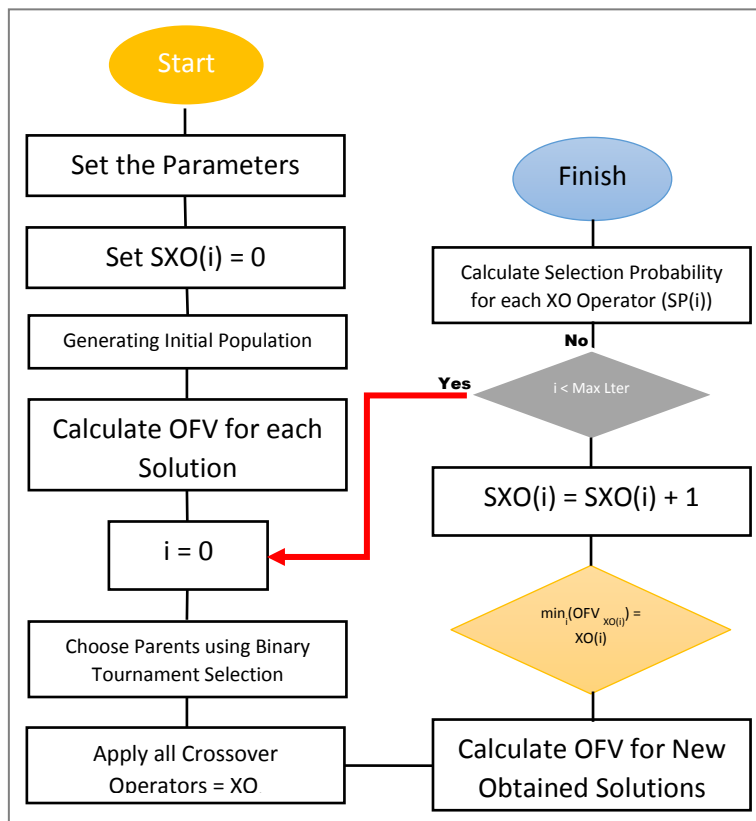 Start
Set the Parameters
Set SXO(i) = 0
Generating Initial Population
Calculate OFV for each
Solution
i = 0
Choose Parents using Binary
Tournament Selection
Apply all Crossover
Operators = XO
Calculate OFV for New
Obtained Solutions
min i(OFV XO(i)) =
XO(i)
SXO(i) = SXO(i) + 1
i < Max Lter
Yes
No
Calculate Selection Probability
for each XO Operator (SP(i))
Finish